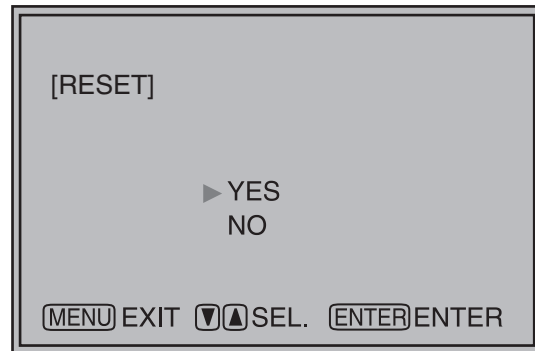 [RESET]
▶ YES
NO
MENU EXIT ▼▲ SEL. ENTER ENTER